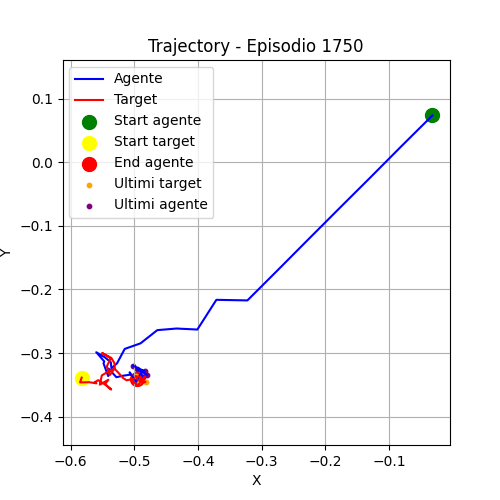 Trajectory - Episodio 1750
Agente
Target
Start agente
Start target
End agente
Ultimi target
Ultimi agente
0.1
0.0
−0.1
−0.2
−0.3
−0.4
Y
−0.6
−0.5
−0.4
−0.3
−0.2
−0.1
X